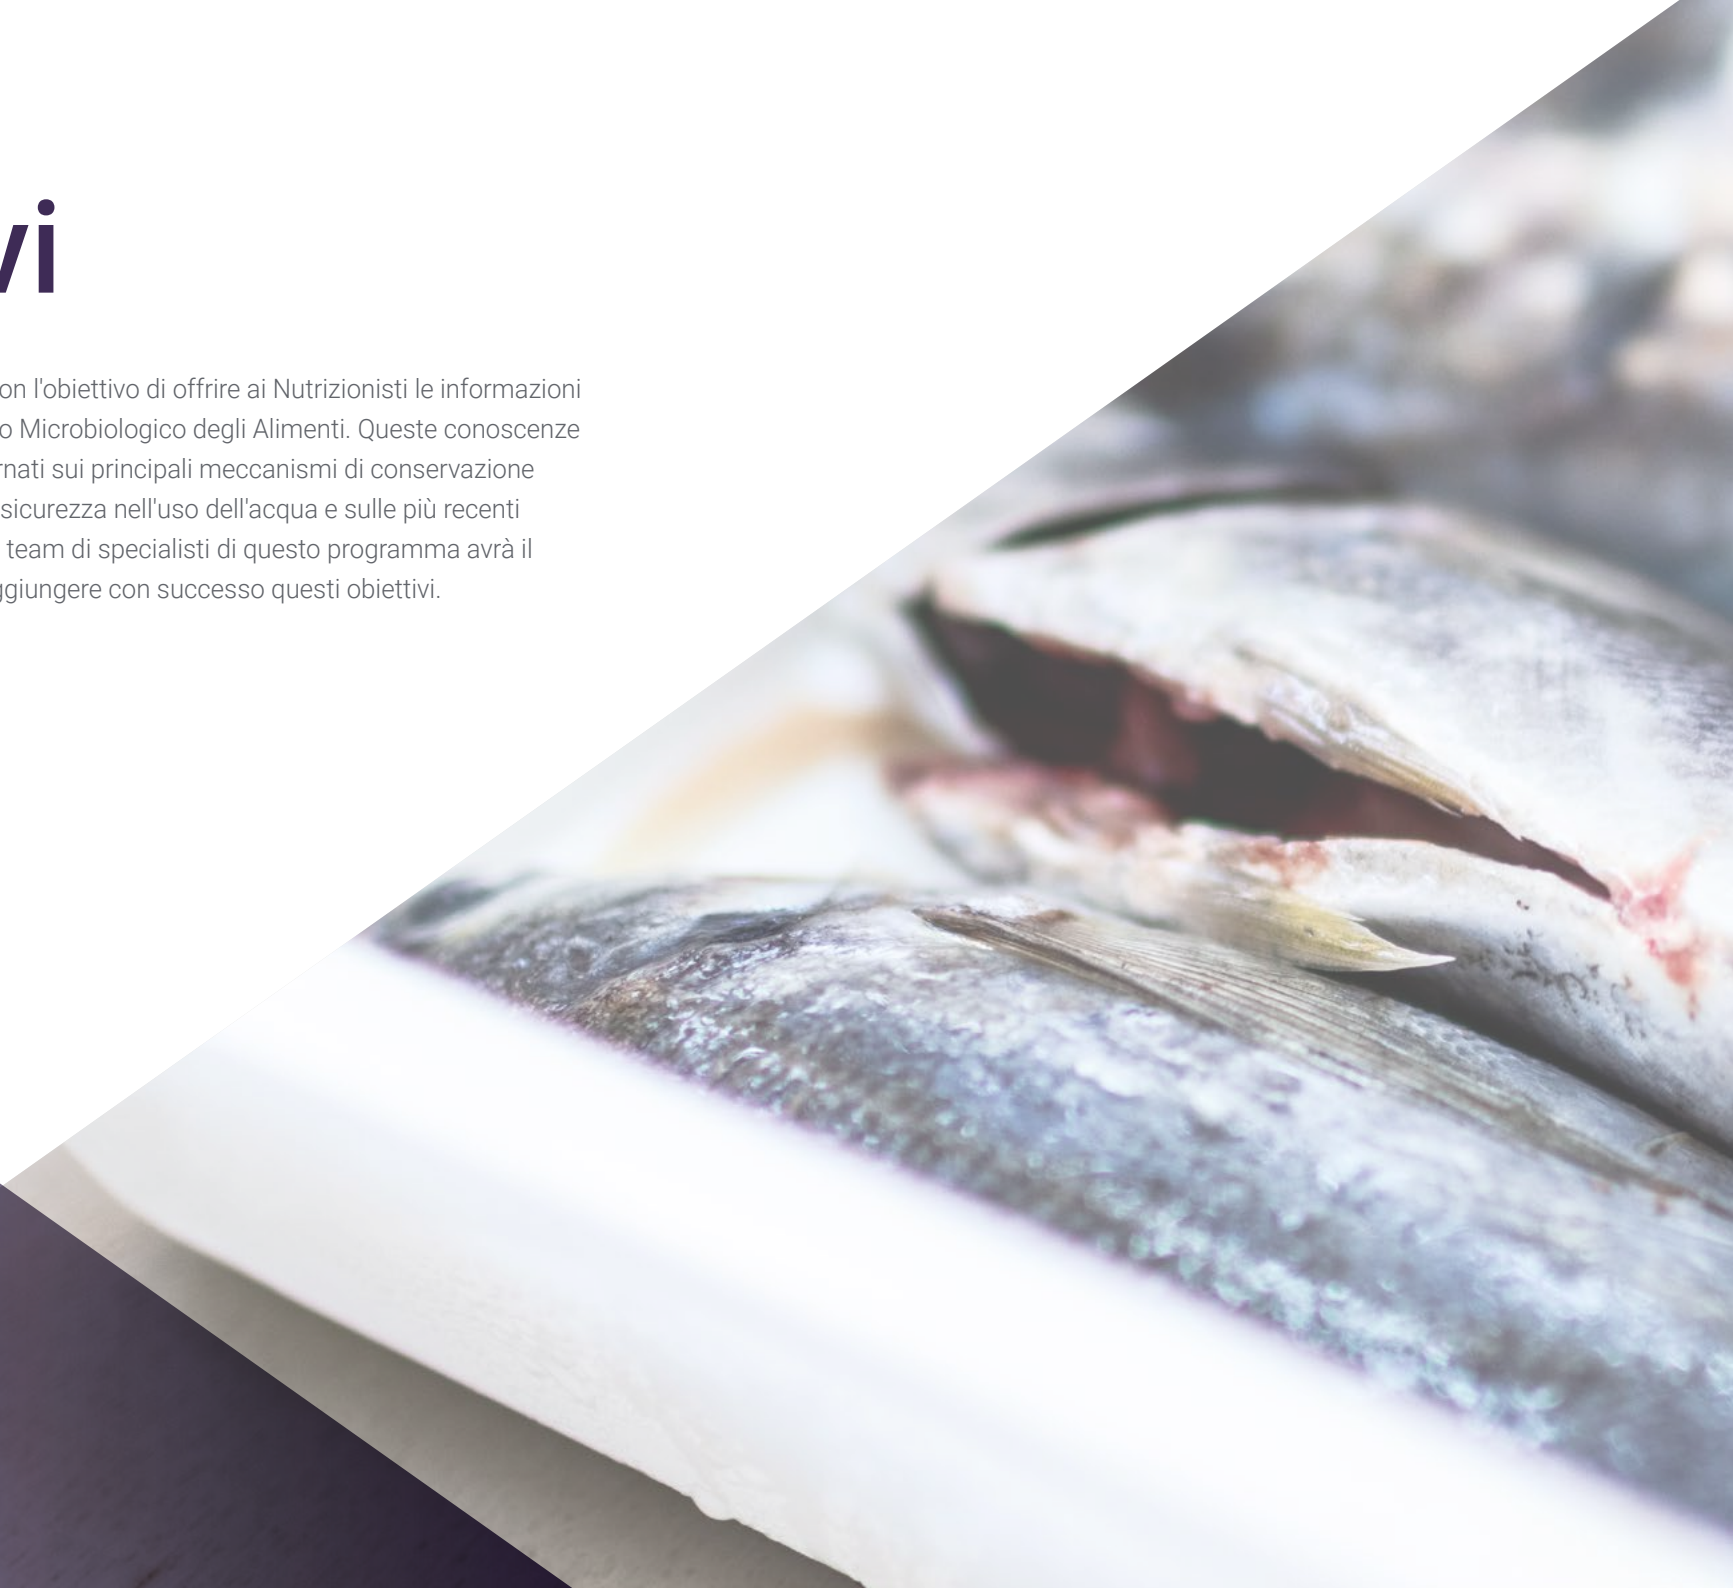 vi
on l'obiettivo di offrire ai Nutrizionisti le informazioni
o Microbiologico degli Alimenti. Queste conoscenze
rnati sui principali meccanismi di conservazione
sicurezza nell'uso dell'acqua e sulle più recenti
team di specialisti di questo programma avrà il
ggiungere con successo questi obiettivi.